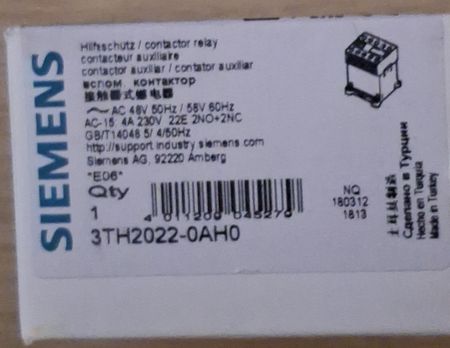 SIEMENS
Hilfsschütz / contactor relay
contacteur auxiliaire
contactor auxiliar / contator auxiliar
вспом. контактор
接触器式继电器
~ AC 48V 50Hz / 58V 60Hz
AC-15: 4A 230V 22E 2NO+2NC
GB/T14048.5/ 4/50Hz
http://support.industry.siemens.com
Siemens AG, 92220 Amberg
"E06"
Qty
1
4 011209 045279
3TH2022-0AH0
NQ
180312
1813
土耳其制造
Сделано в Турции
Hecho en Turquía
Made in Turkey